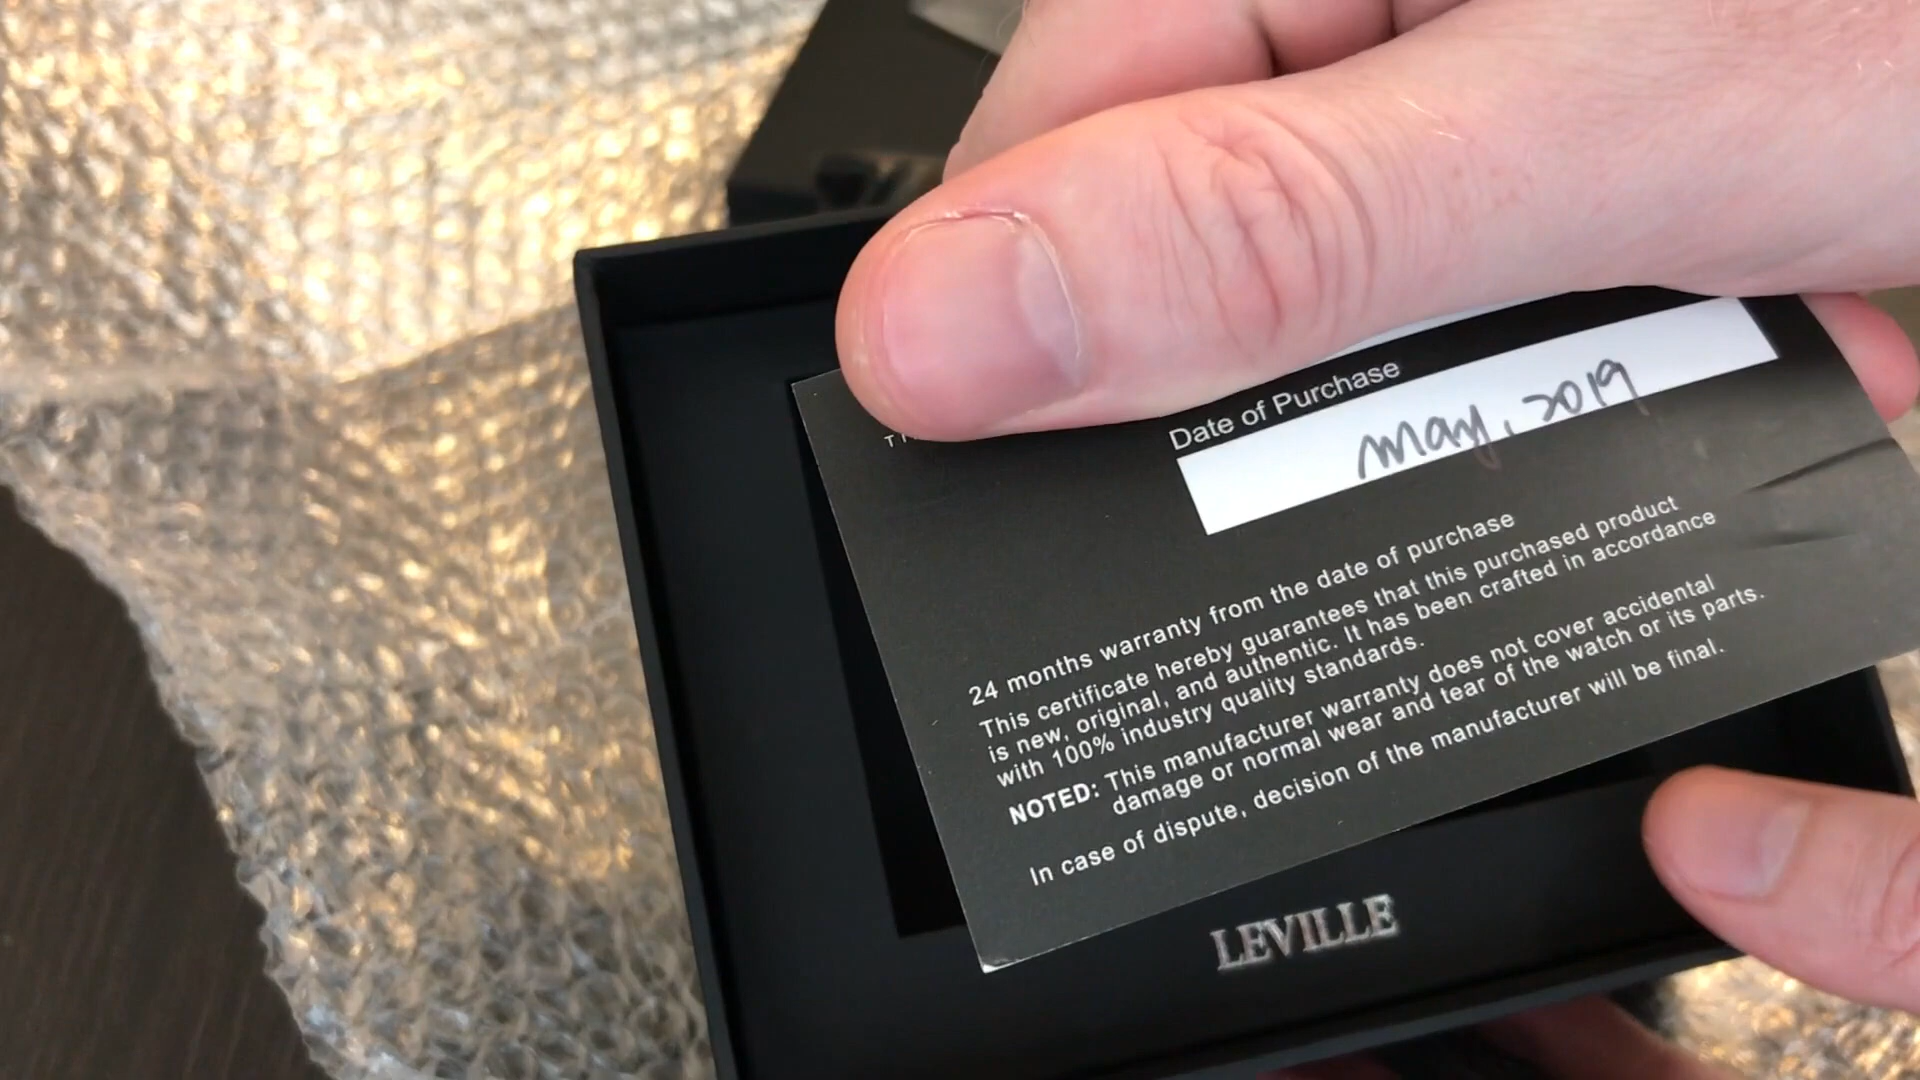 Date of Purchase
May, 2019
24 months warranty from the date of purchase
This certificate hereby guarantees that this purchased product
is new, original, and authentic. It has been crafted in accordance
with 100% industry quality standards.
NOTED: This manufacturer warranty does not cover accidental
damage or normal wear and tear of the watch or its parts.
In case of dispute, decision of the manufacturer will be final.
LEVILLE